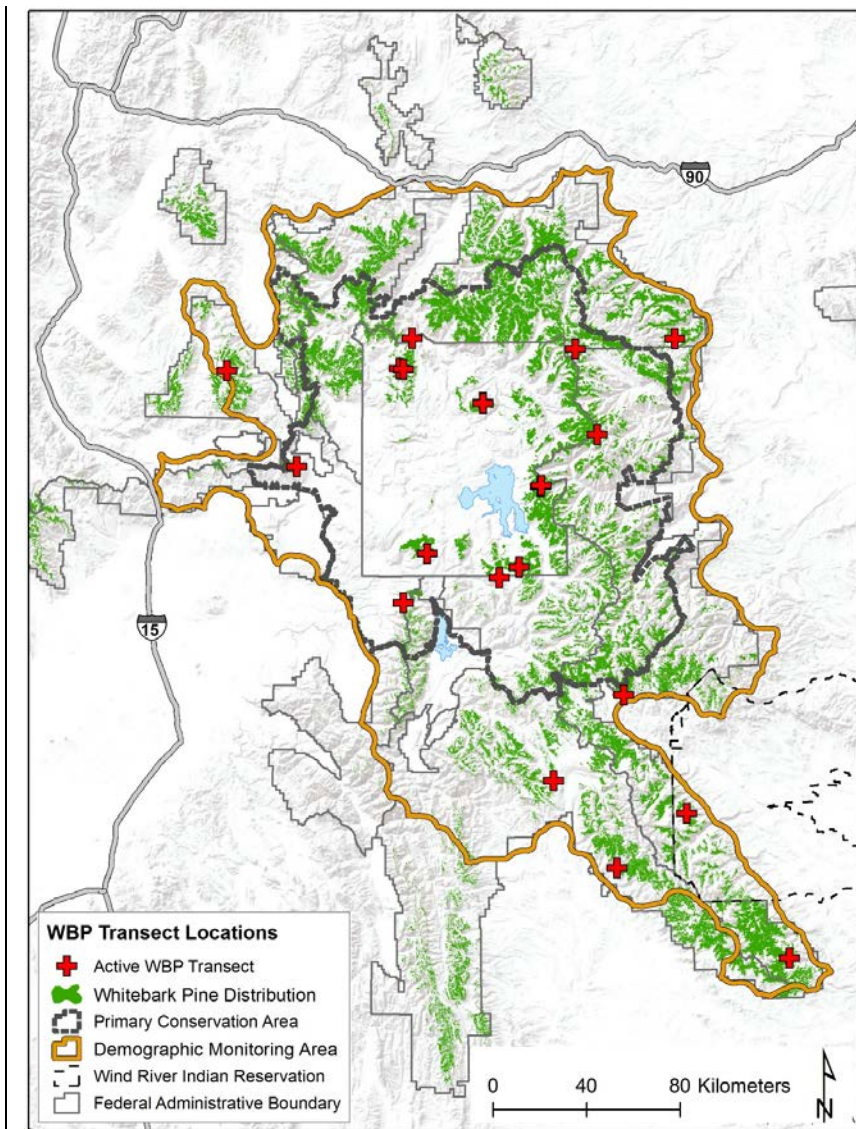 90
15
WBP Transect Locations
Active WBP Transect
Whitebark Pine Distribution
Primary Conservation Area
Demographic Monitoring Area
Wind River Indian Reservation
Federal Administrative Boundary
0 40 80 Kilometers
N